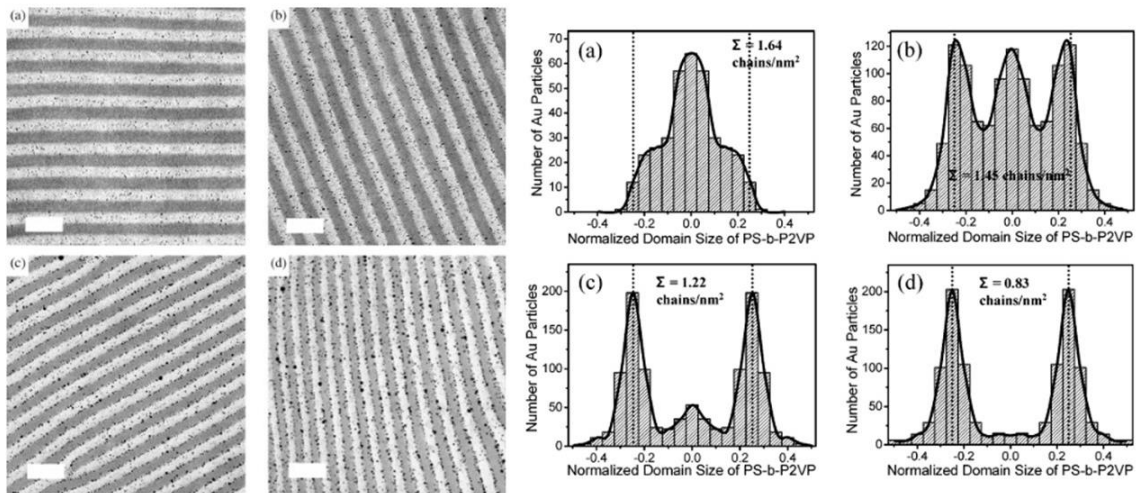 (a)
(b)
(c)
(d)
(a)
Σ = 1.64
chains/nm²
Number of Au Particles
70
60
50
40
30
20
10
0
-0.4 -0.2 0.0 0.2 0.4
Normalized Domain Size of PS-b-P2VP
(b)
Σ = 1.45 chains/nm²
Number of Au Particles
120
100
80
60
40
20
0
-0.4 -0.2 0.0 0.2 0.4
Normalized Domain Size of PS-b-P2VP
(c)
Σ = 1.22
chains/nm²
Number of Au Particles
200
150
100
50
0
-0.4 -0.2 0.0 0.2 0.4
Normalized Domain Size of PS-b-P2VP
(d)
Σ = 0.83
chains/nm²
Number of Au Particles
200
150
100
50
0
-0.4 -0.2 0.0 0.2 0.4
Normalized Domain Size of PS-b-P2VP